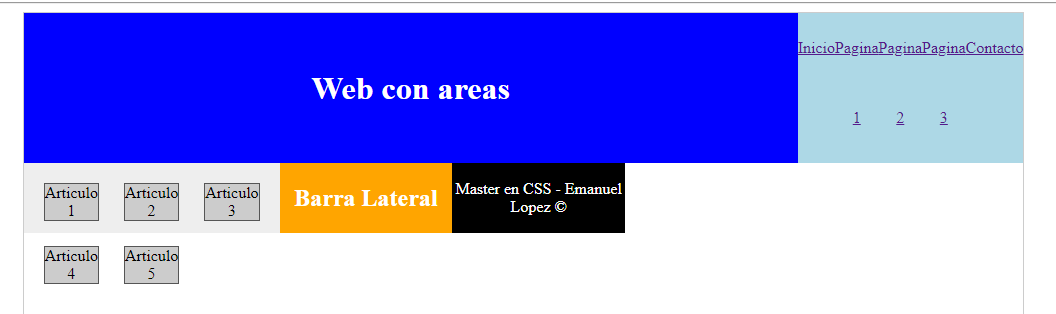 Web con areas
InicioPaginaPaginaPaginaContacto
1 2 3
Articulo 1
Articulo 2
Articulo 3
Barra Lateral
Master en CSS - Emanuel
Lopez ©
Articulo 4
Articulo 5